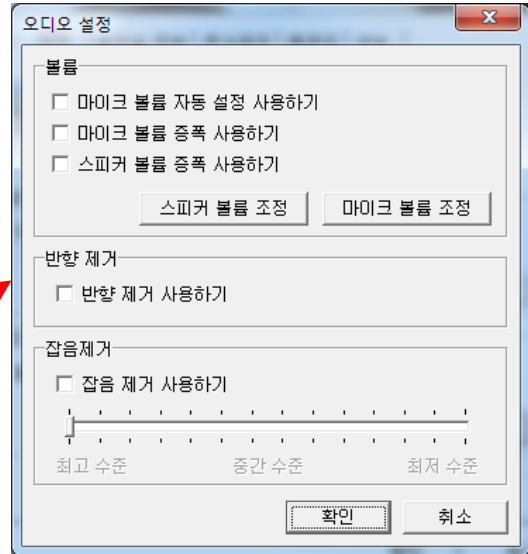 오디오 설정
볼륨
마이크 볼륨 자동 설정 사용하기
마이크 볼륨 증폭 사용하기
스피커 볼륨 증폭 사용하기
스피커 볼륨 조정 마이크 볼륨 조정
반향 제거
반향 제거 사용하기
잡음제거
잡음 제거 사용하기
최고 수준 중간 수준 최저 수준
확인 취소